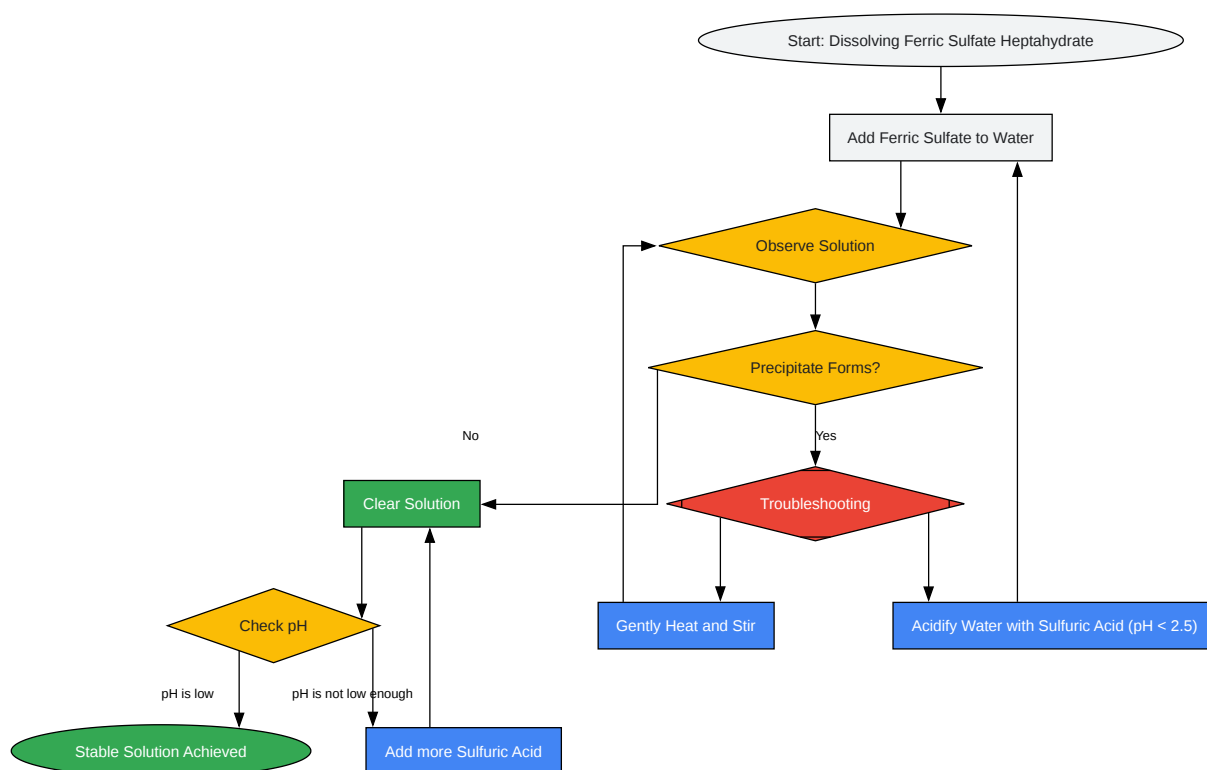 Start: Dissolving Ferric Sulfate Heptahydrate
Add Ferric Sulfate to Water
Observe Solution
Precipitate Forms?
No
Yes
Clear Solution
Troubleshooting
Check pH
Gently Heat and Stir
Acidify Water with Sulfuric Acid (pH < 2.5)
pH is low
pH is not low enough
Stable Solution Achieved
Add more Sulfuric Acid